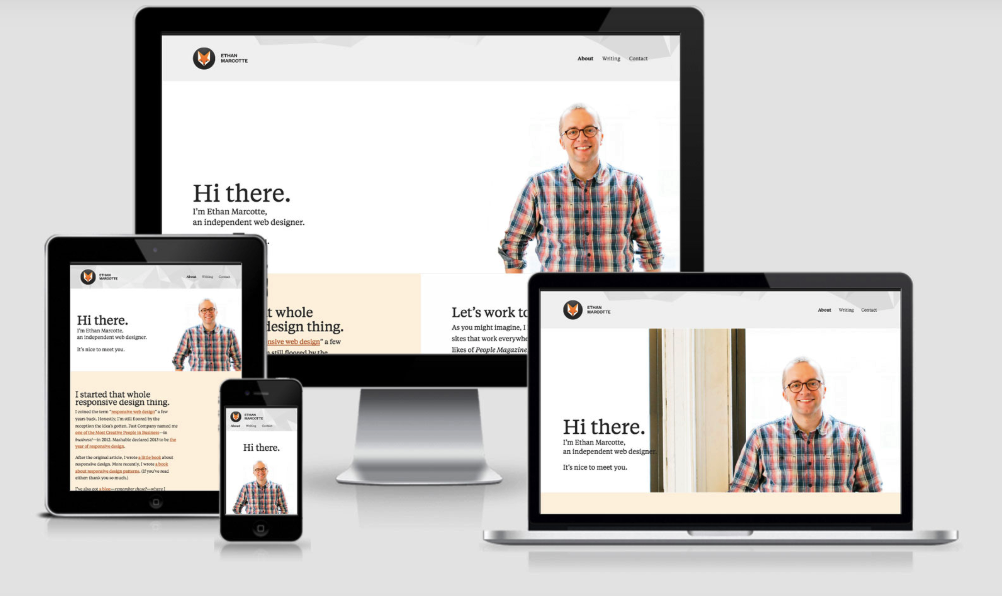 ETHAN
MARCOTTE
About Writing Contact
Hi there.
I'm Ethan Marcotte,
an independent web designer.
t whole
design thing.
nsive web design" a few
still floored by the
Let's work to
As you might imagine, I
sites that work everywhe
likes of People Magazine
ETHAN
MARCOTTE
About Writing Contact
Hi there.
I'm Ethan Marcotte,
an independent web designer.
It's nice to meet you.
I started that whole
responsive design thing.
I coined the term "responsive web design" a few
years back. Honestly, I'm still floored by the
reception the idea's gotten. Fast Company named me
one of the Most Creative People in Business—in
business!—in 2012. Mashable declared 2013 to be the
year of responsive design.
After the original article, I wrote a little book about
responsive design. More recently, I wrote a book
about responsive design patterns. (If you've read
either: thank you so much.)
I've also got a blog—remember those?—where I
ETHAN
MARCOTTE
About Writing Contact
Hi there.
ETHAN
MARCOTTE
About Writing Contact
Hi there.
I'm Ethan Marcotte,
an independent web designer.
It's nice to meet you.